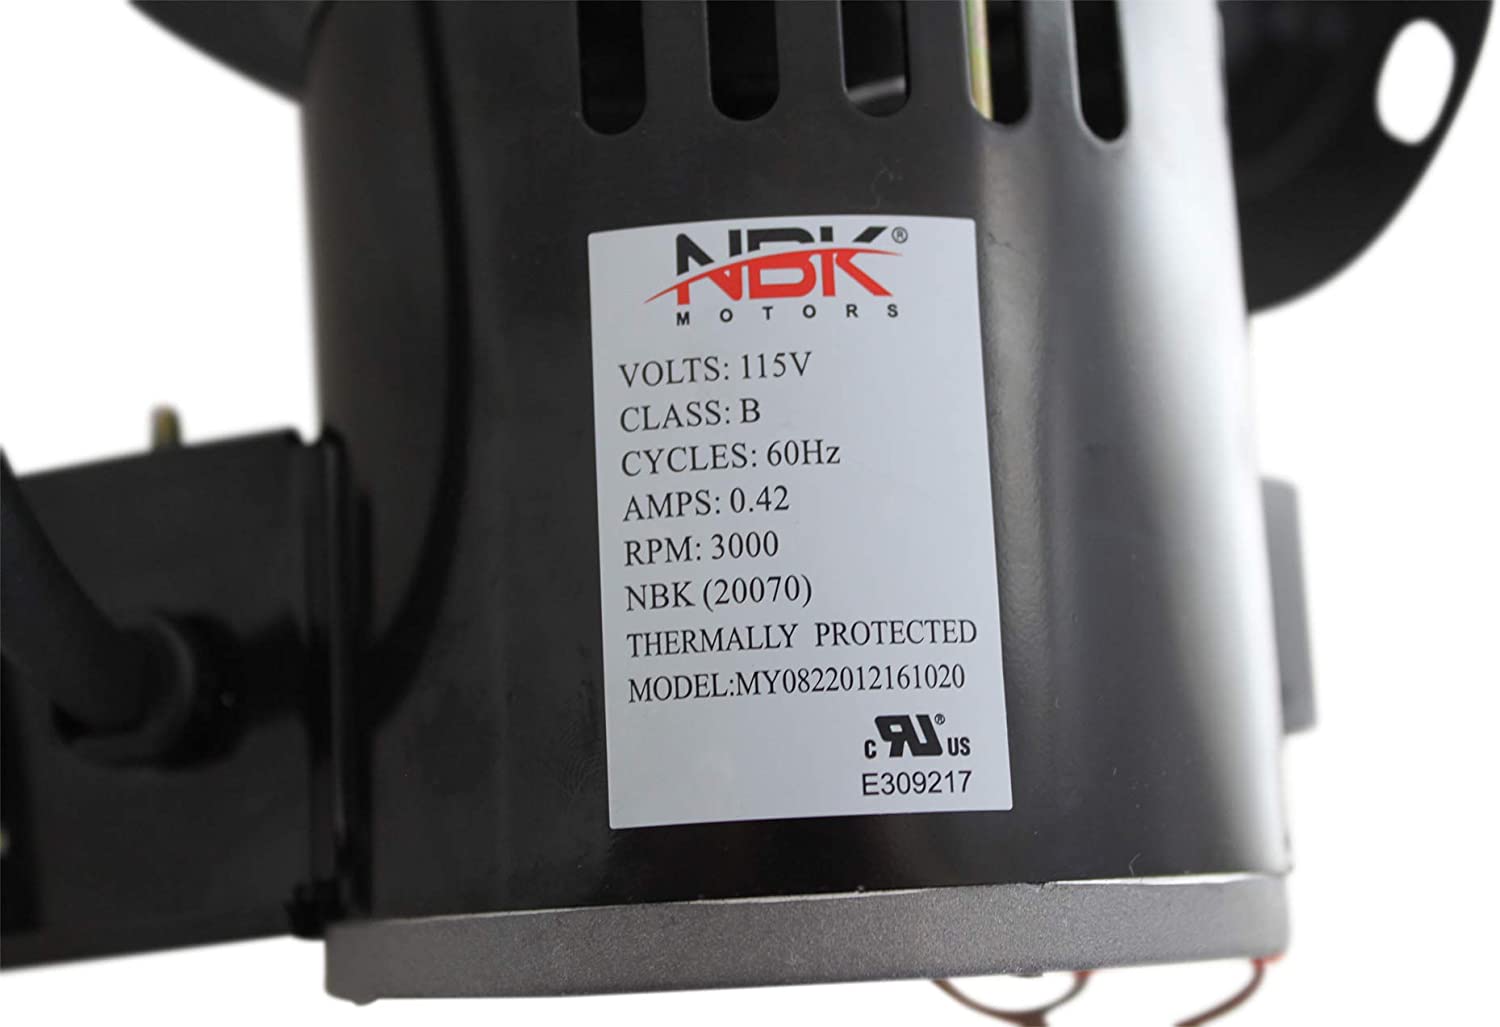 NBK®
MOTORS
VOLTS: 115V
CLASS: B
CYCLES: 60Hz
AMPS: 0.42
RPM: 3000
NBK (20070)
THERMALLY PROTECTED
MODEL:MY0822012161020
c RU® US
E309217